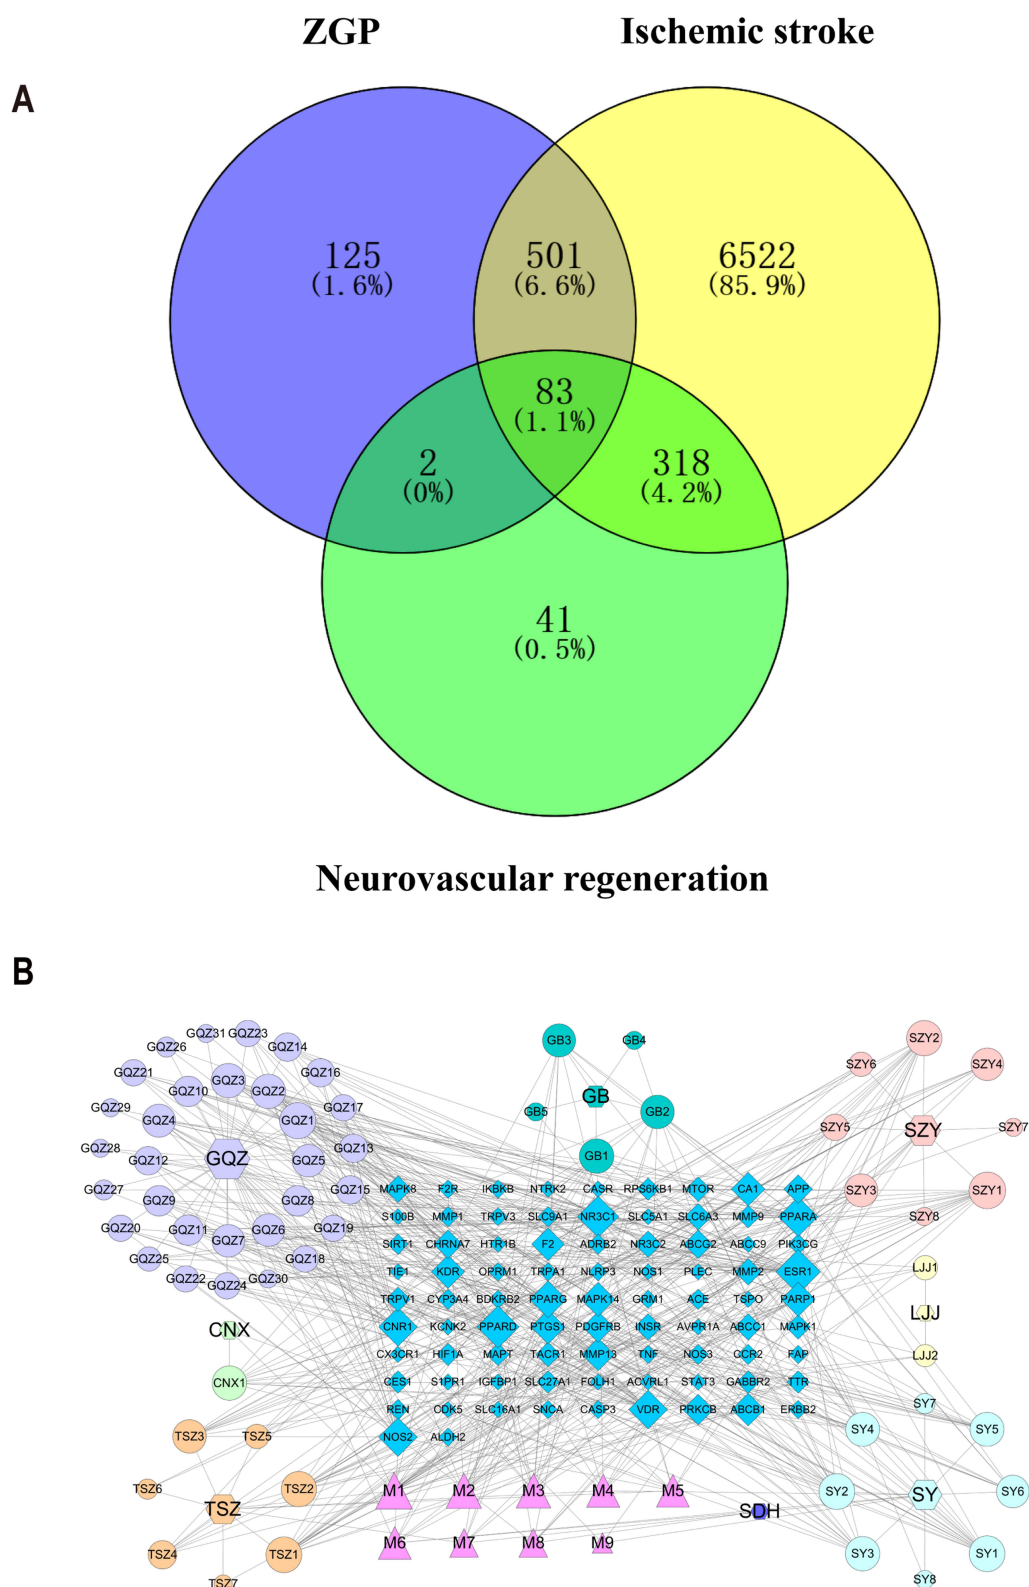 ZGP Ischemic stroke
A
125 501 6522
(1.6%) (6.6%) (85.9%)
83
(1.1%)
2 318
(0%) (4.2%)
41
(0.5%)
Neurovascular regeneration
B
GQZ31 GQZ23
GQZ26 GQZ14
GQZ21 GQZ3 GQZ16
GQZ10 GQZ2
GQZ29 GQZ17
GQZ4 GQZ1
GQZ28 GQZ13
GQZ12 GQZ GQZ5
GQZ27 GQZ15
GQZ9 GQZ8
GQZ20 GQZ11 GQZ6 GQZ19
GQZ7
GQZ25 GQZ18
GQZ22 GQZ24 GQZ30
GB3 GB4
GB
GB5 GB2
GB1
SZY2
SZY6 SZY4
SZY5 SZY SZY7
SZY3 SZY1
SZY8
MAPK8 F2R IKBKB NTRK2 CASR RPS6KB1 MTOR CA1 APP
S100B MMP1 TRPV3 SLC9A1 NR3C1 SLC5A1 SLC6A3 MMP9 PPARA
SIRT1 CHRNA7 HTR1B F2 ADRB2 NR3C2 ABCG2 ABCC9 PIK3CG
TIE1 KDR OPRM1 TRPA1 NLRP3 NOS1 PLEC MMP2 ESR1
TRPV1 CYP3A4 BDKRB2 PPARG MAPK14 GRM1 ACE TSPO PARP1
CNR1 KCNK2 PPARD PTGS1 PDGFRB INSR AVPR1A ABCC1 MAPK1
CX3CR1 HIF1A MAPT TACR1 MMP13 TNF NOS3 CCR2 FAP
CES1 S1PR1 IGFBP1 SLC27A1 FOLH1 ACVRL1 STAT3 GABBR2 TTR
REN CDK5 SLC16A1 SNCA CASP3 VDR PRKCB ABCB1 ERBB2
NOS2 ALDH2
LJJ1
LJJ
LJJ2
CNX
CNX1
TSZ3 TSZ5
TSZ6 TSZ2
TSZ
TSZ4 TSZ1
TSZ7
M1 M2 M3 M4 M5
M6 M7 M8 M9
SDH
SY7
SY4 SY5
SY2 SY SY6
SY3 SY1
SY8